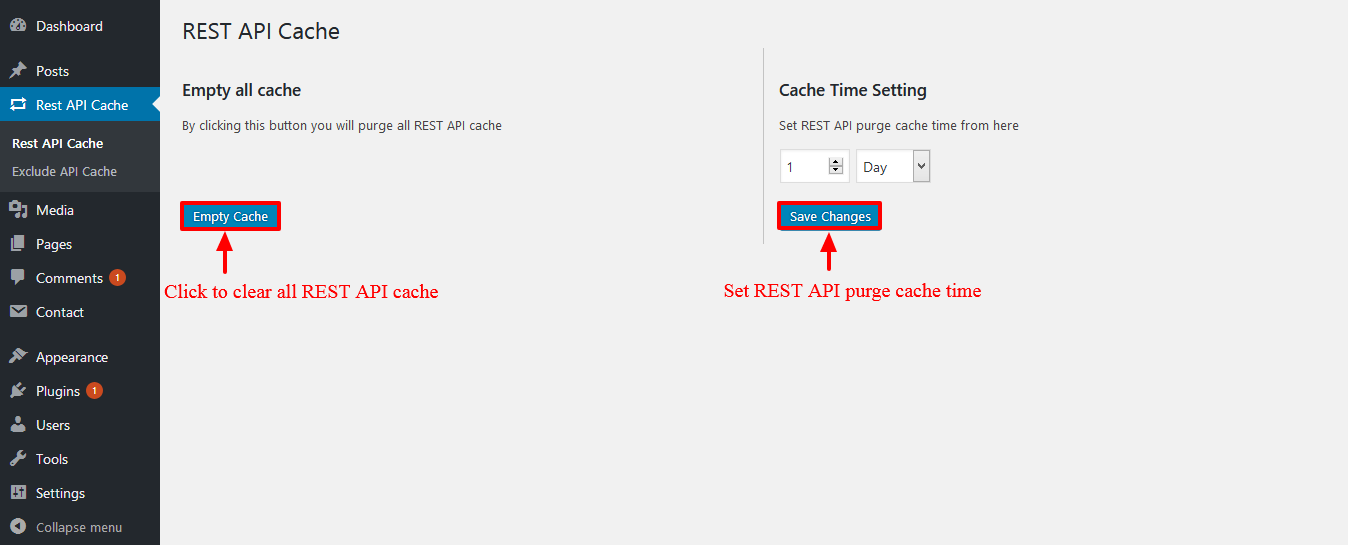 Dashboard
Posts
Rest API Cache
Rest API Cache
Exclude API Cache
Media
Pages
Comments 1
Contact
Appearance
Plugins 1
Users
Tools
Settings
Collapse menu
REST API Cache
Empty all cache
By clicking this button you will purge all REST API cache
Empty Cache
Click to clear all REST API cache
Cache Time Setting
Set REST API purge cache time from here
1 Day
Save Changes
Set REST API purge cache time